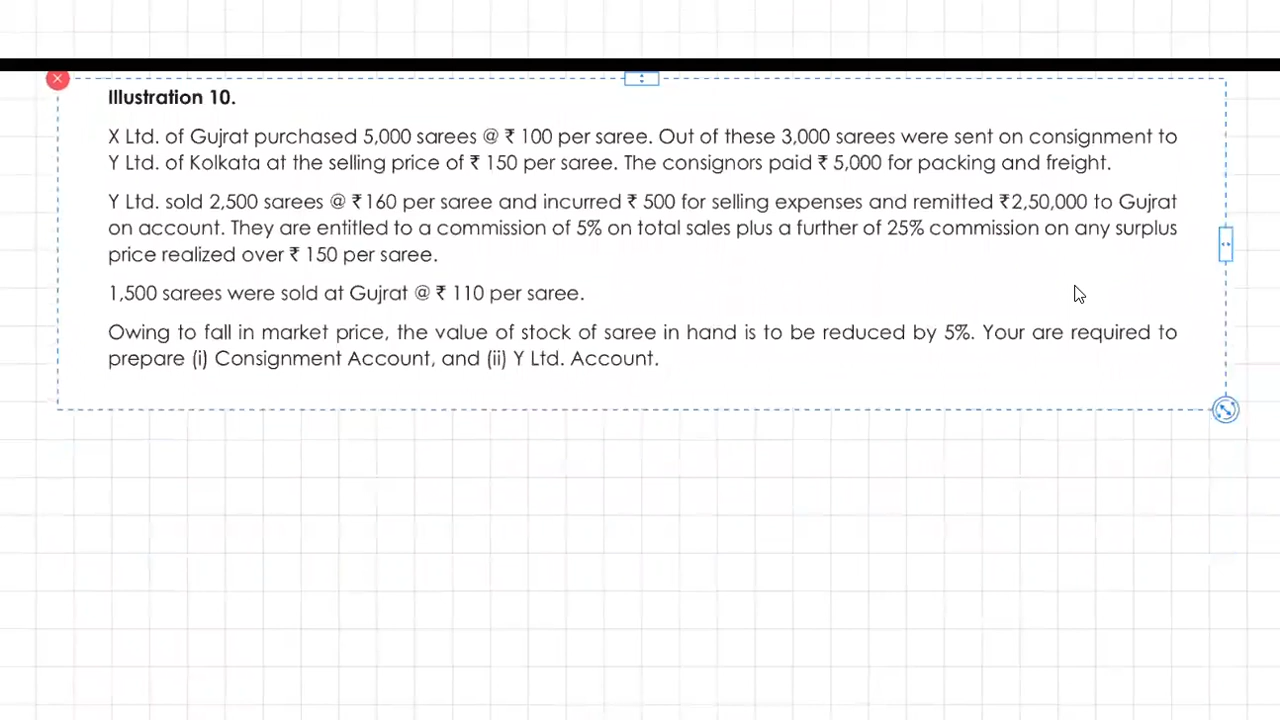 Illustration 10.
X Ltd. of Gujrat purchased 5,000 sarees @ ₹ 100 per saree. Out of these 3,000 sarees were sent on consignment to
Y Ltd. of Kolkata at the selling price of ₹ 150 per saree. The consignors paid ₹ 5,000 for packing and freight.
Y Ltd. sold 2,500 sarees @ ₹160 per saree and incurred ₹ 500 for selling expenses and remitted ₹2,50,000 to Gujrat
on account. They are entitled to a commission of 5% on total sales plus a further of 25% commission on any surplus
price realized over ₹ 150 per saree.
1,500 sarees were sold at Gujrat @ ₹ 110 per saree.
Owing to fall in market price, the value of stock of saree in hand is to be reduced by 5%. Your are required to
prepare (i) Consignment Account, and (ii) Y Ltd. Account.